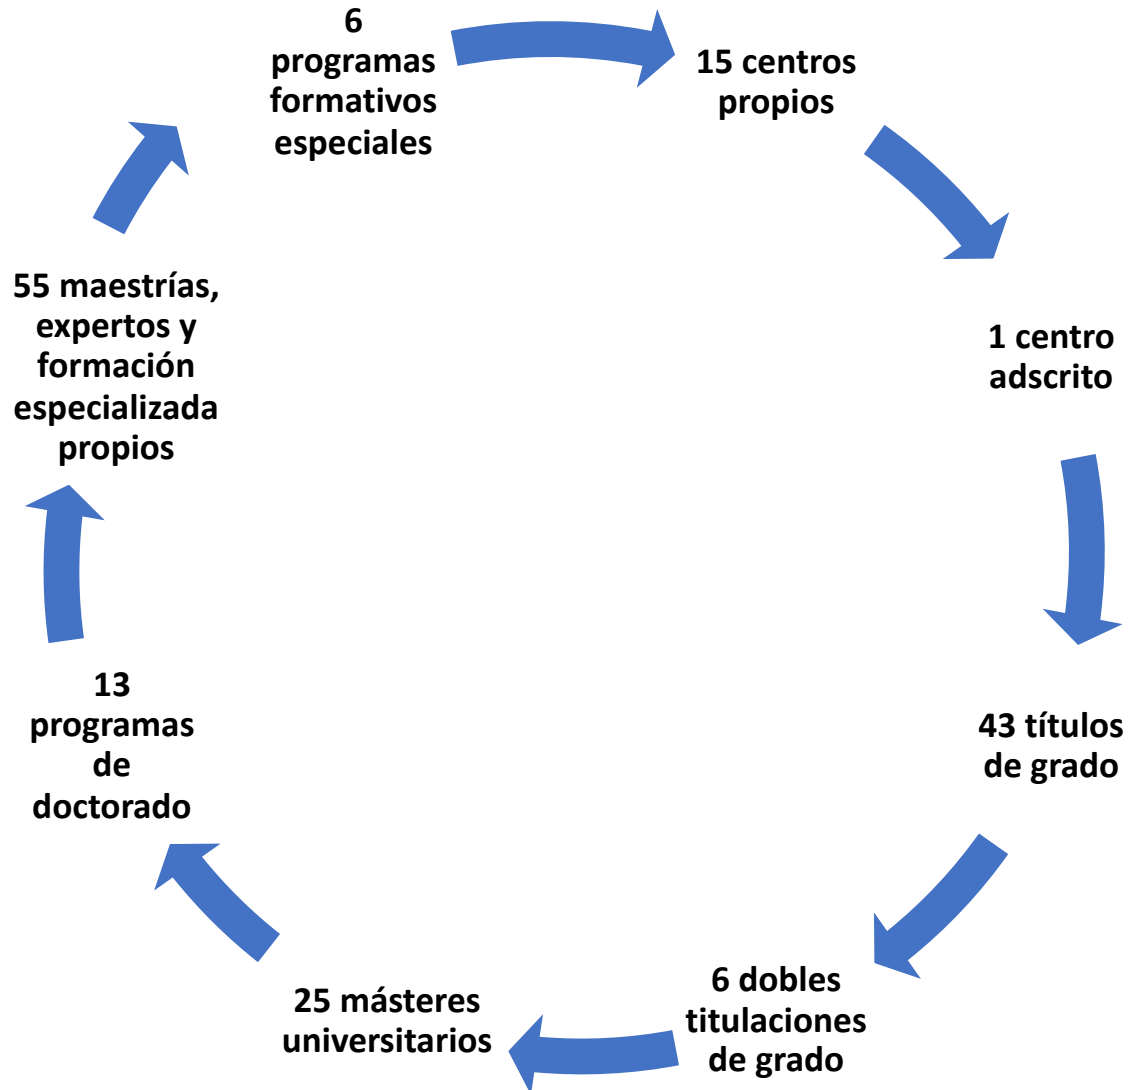 6
programas
formativos
especiales
15 centros
propios
1 centro
adscrito
43 títulos
de grado
6 dobles
titulaciones
de grado
25 másteres
universitarios
13
programas
de
doctorado
55 maestrías,
expertos y
formación
especializada
propios